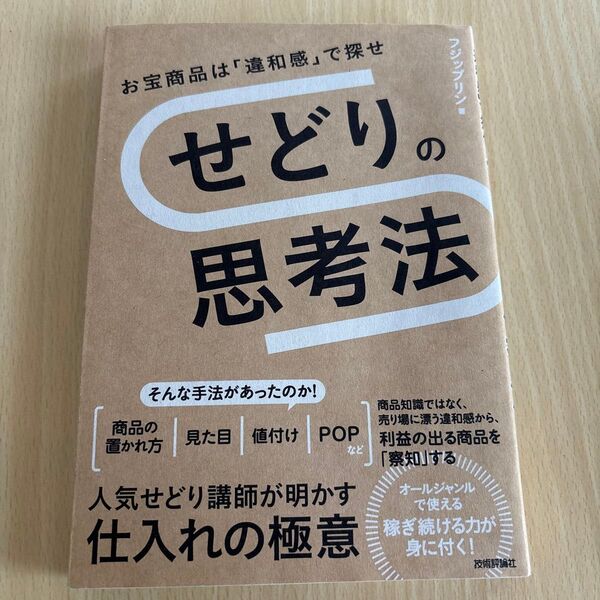 お宝商品は「違和感」で探せ
フジップリン 著
せどりの
思考法
そんな手法があったのか!
商品の
置かれ方
見た目
値付け
POP
など
商品知識ではなく、
売り場に漂う違和感から、
利益の出る商品を
「察知」する
人気せどり講師が明かす
仕入れの極意
オールジャンル
で使える
稼ぎ続ける力が
身に付く!
技術評論社